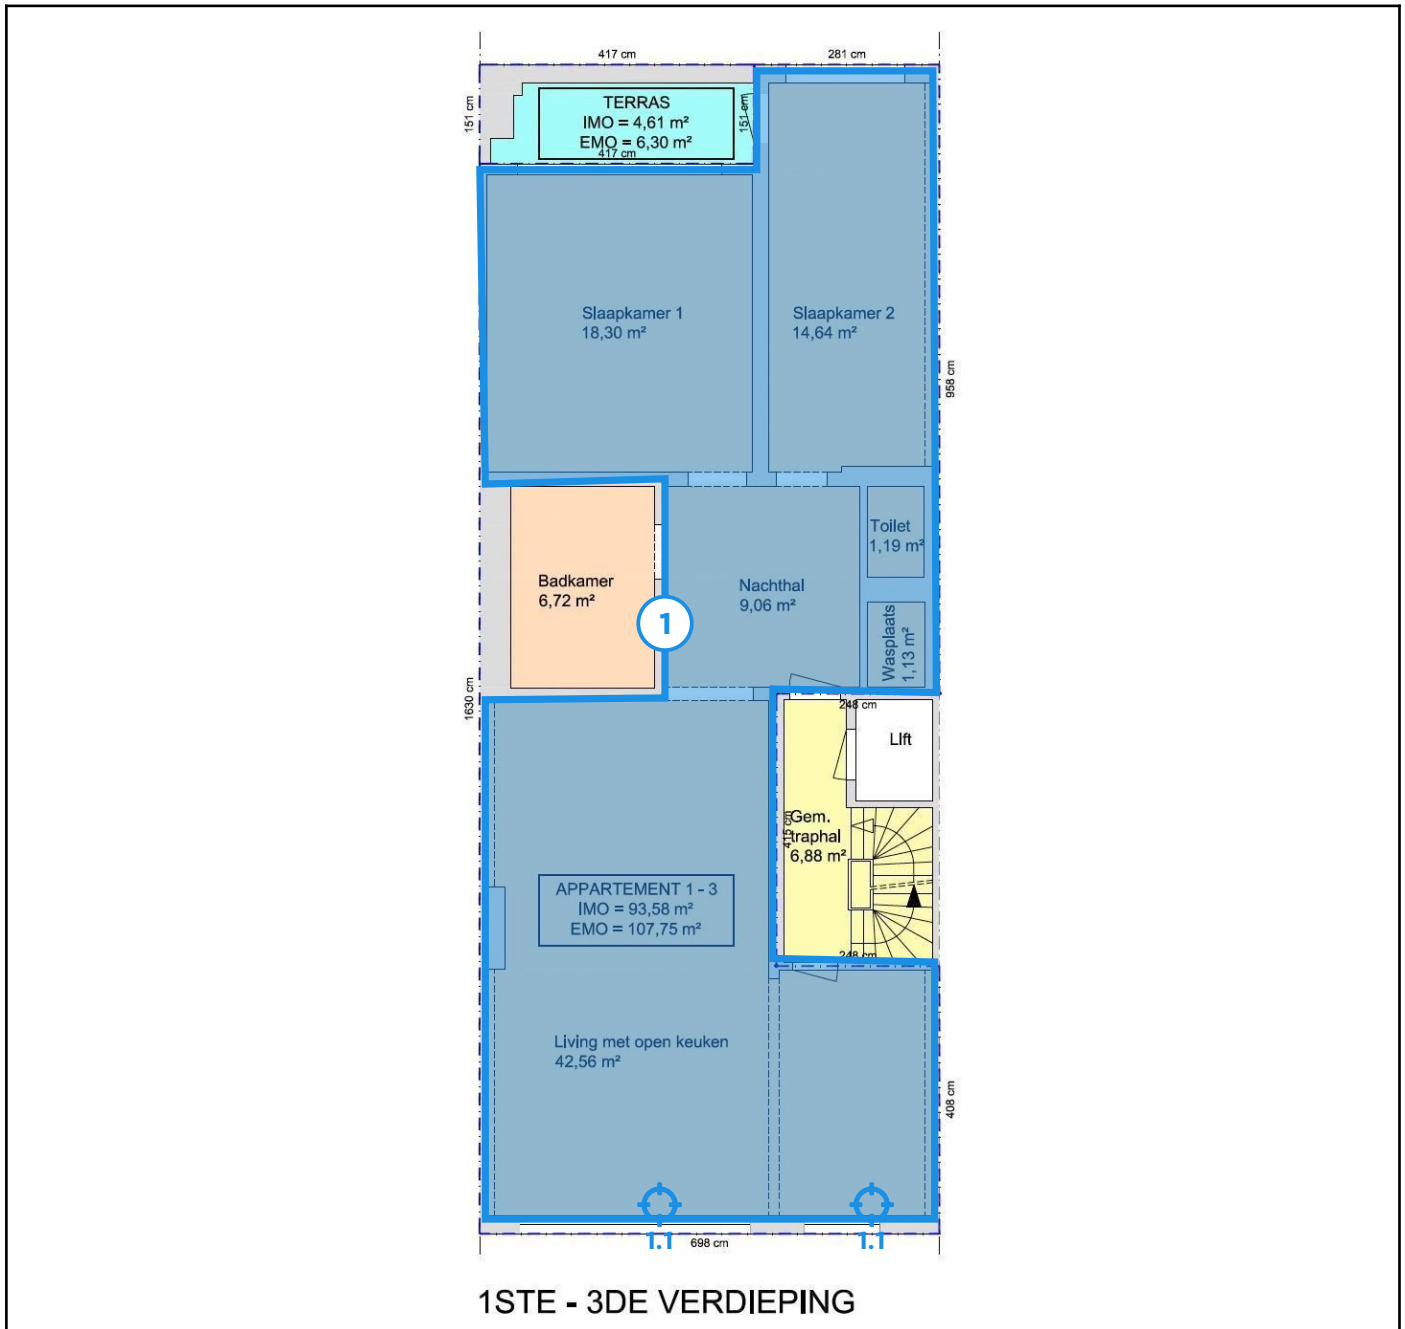 417 cm
281 cm
151 cm
TERRAS
IMO = 4,61 m²
EMO = 6,30 m²
417 cm
151 cm
Slaapkamer 1
18,30 m²
Slaapkamer 2
14,64 m²
958 cm
Toilet
1,19 m²
Badkamer
6,72 m²
Nachthal
9,06 m²
1
Wasplaats
1,13 m²
1630 cm
248 cm
LIft
Gem.
traphal
6,88 m²
415 cm
APPARTEMENT 1 - 3
IMO = 93,58 m²
EMO = 107,75 m²
248 cm
Living met open keuken
42,56 m²
408 cm
1.1
1.1
698 cm
1STE - 3DE VERDIEPING